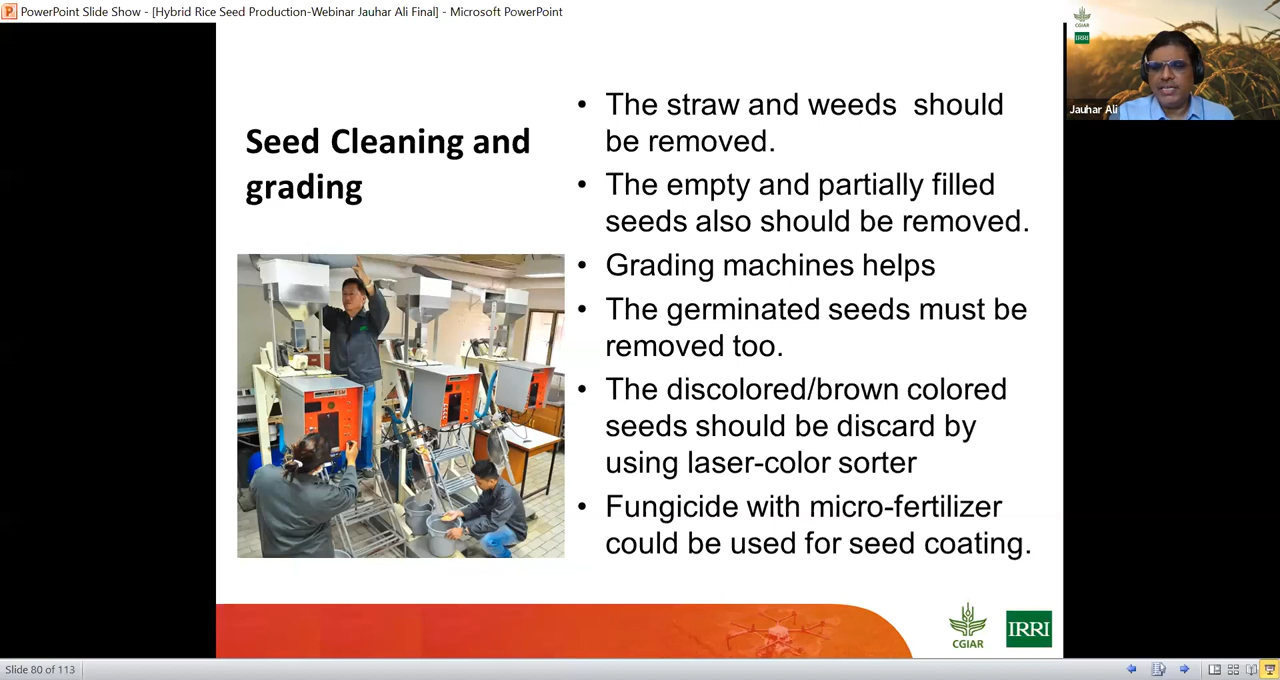 PowerPoint Slide Show - [Hybrid Rice Seed Production-Webinar Jauhar Ali Final] - Microsoft PowerPoint
CGIAR
IRRI
Jauhar Ali
Seed Cleaning and
grading
• The straw and weeds  should
be removed.
• The empty and partially filled
seeds also should be removed.
• Grading machines helps
• The germinated seeds must be
removed too.
• The discolored/brown colored
seeds should be discard by
using laser-color sorter
• Fungicide with micro-fertilizer
could be used for seed coating.
CGIAR
IRRI
Slide 80 of 113